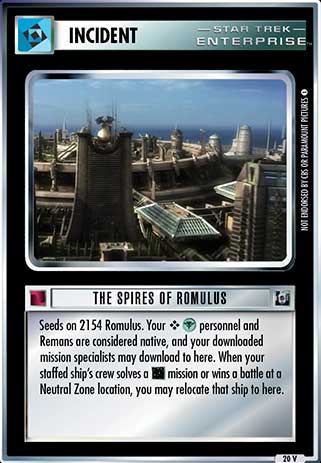 INCIDENT
STAR TREK
ENTERPRISE™
NOT ENDORSED BY CBS OR PARAMOUNT PICTURES
THE SPIRES OF ROMULUS
Seeds on 2154 Romulus. Your personnel and
Remans are considered native, and your downloaded
mission specialists may download to here. When your
staffed ship's crew solves a mission or wins a battle at a
Neutral Zone location, you may relocate that ship to here.
20 V